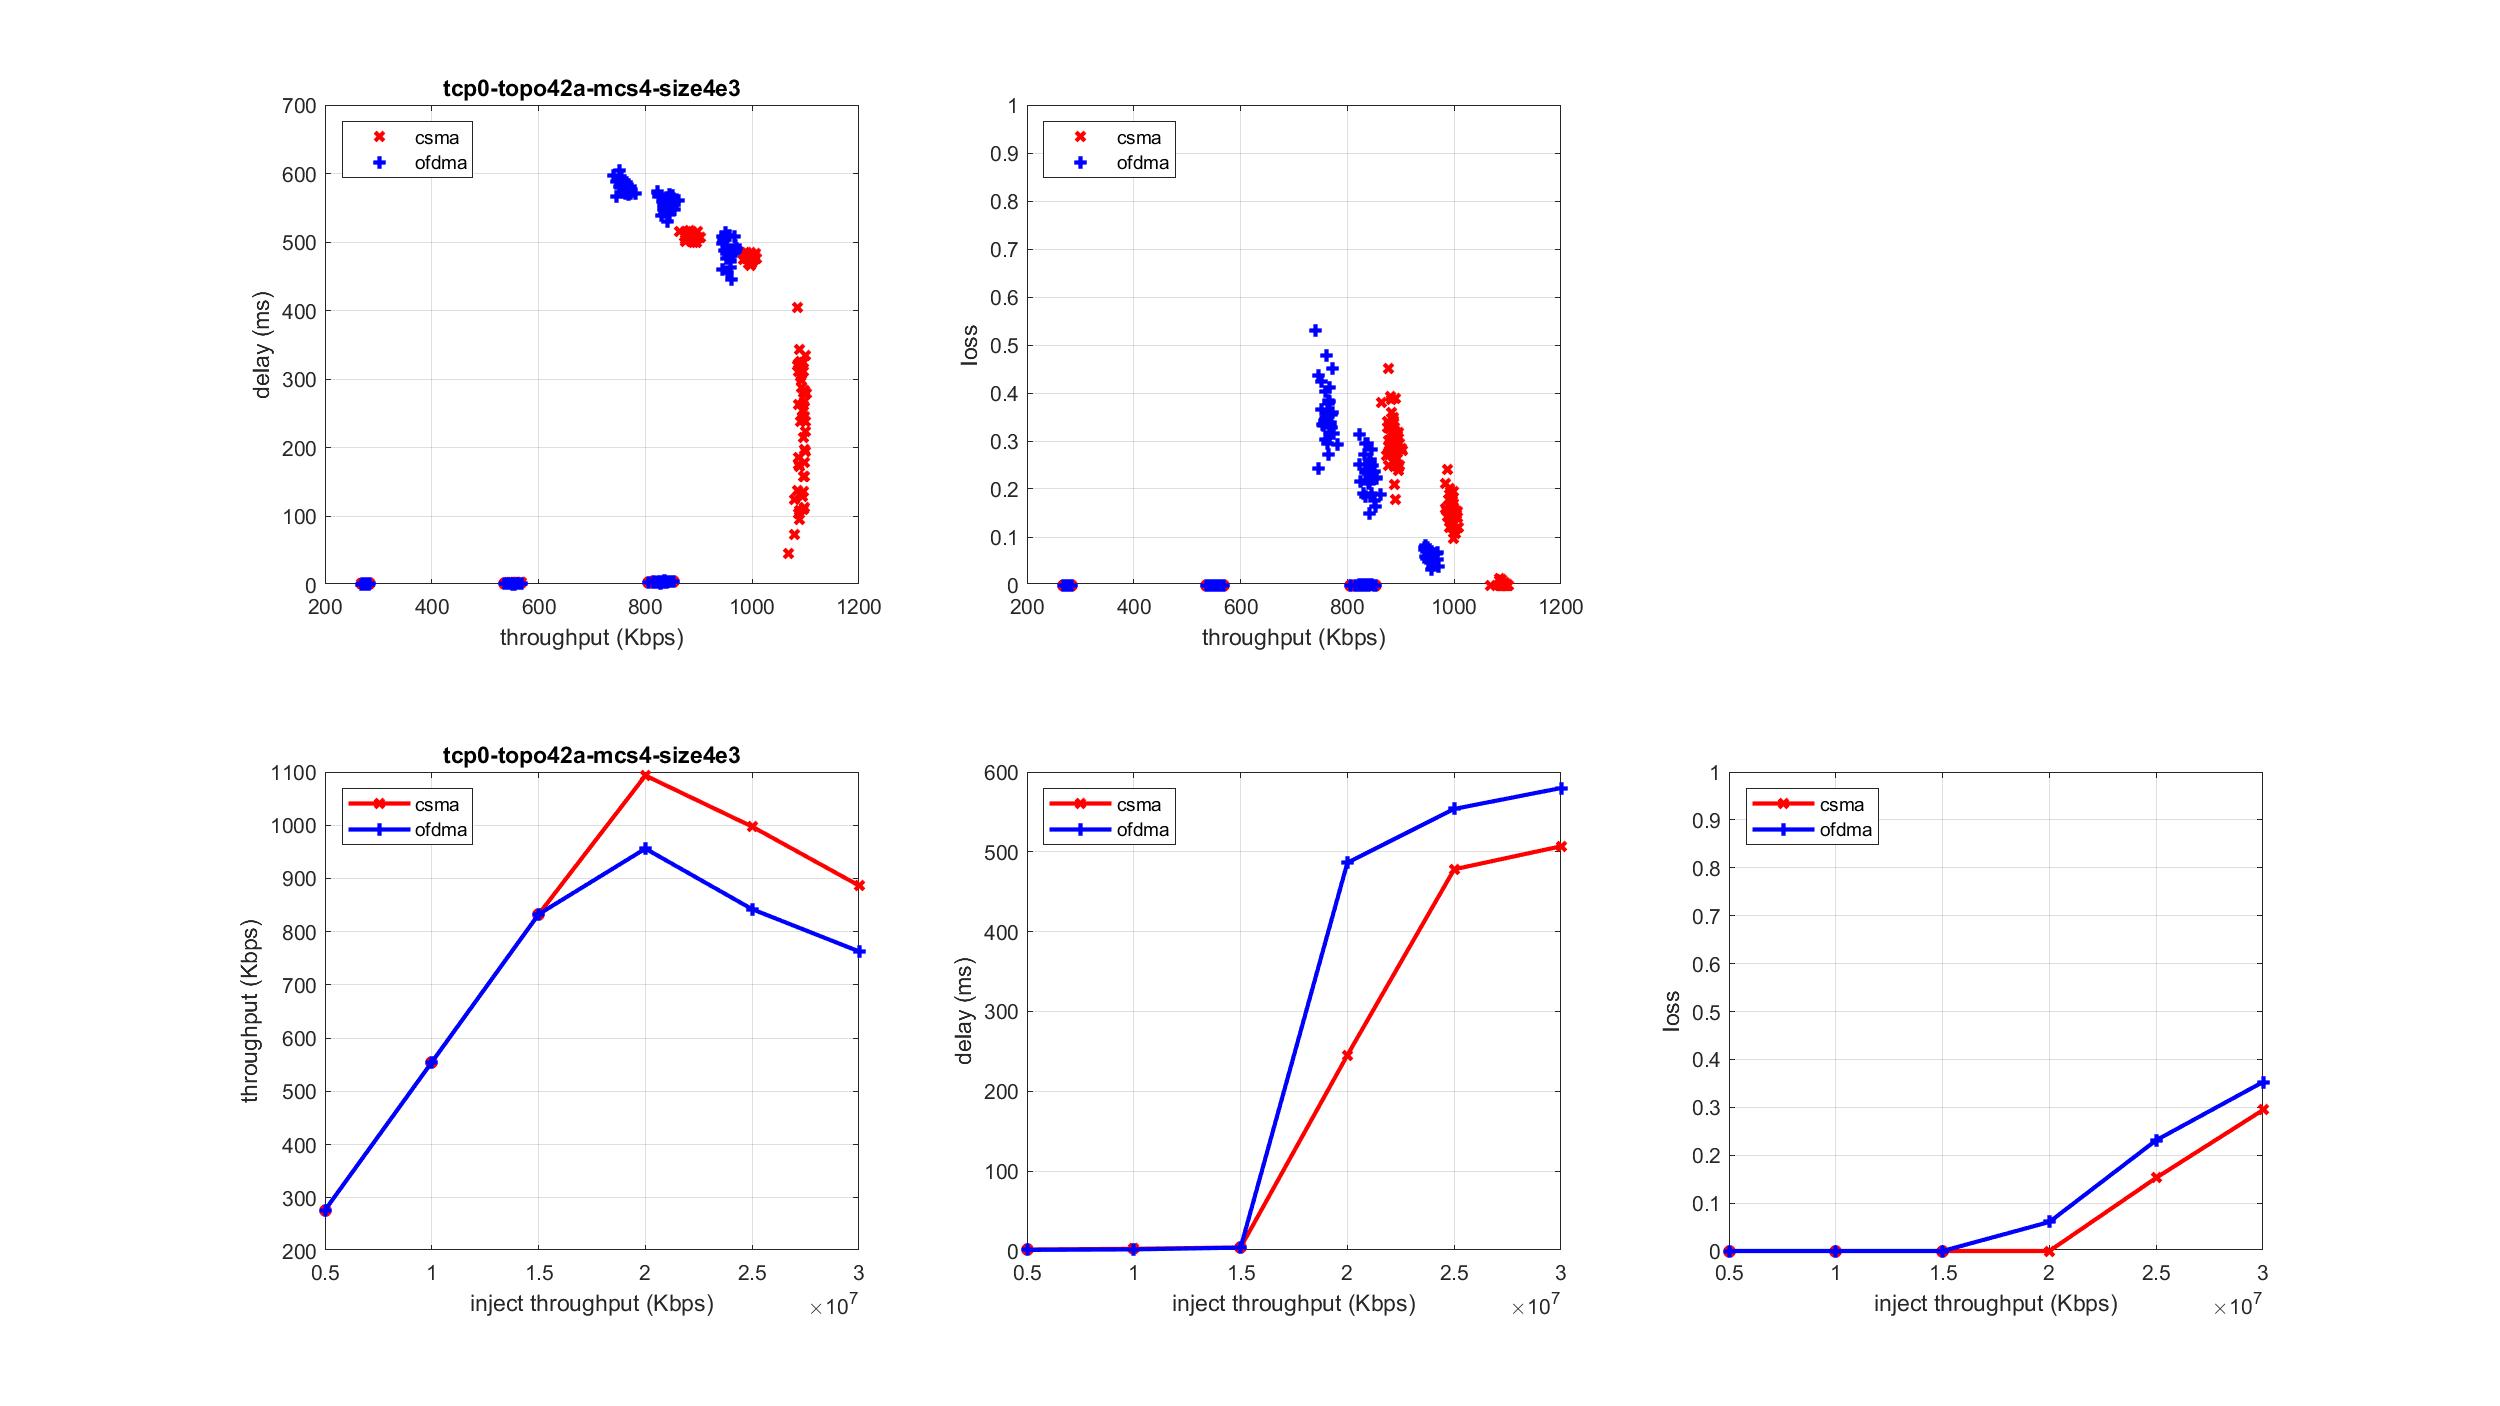 tcp0-topo42a-mcs4-size4e3
700
600
500
400
300
200
100
0
delay (ms)
csma
ofdma
200 400 600 800 1000 1200
throughput (Kbps)
1
0.9
0.8
0.7
0.6
0.5
0.4
0.3
0.2
0.1
0
loss
csma
ofdma
200 400 600 800 1000 1200
throughput (Kbps)
tcp0-topo42a-mcs4-size4e3
1100
1000
900
800
700
600
500
400
300
200
throughput (Kbps)
csma
ofdma
0.5 1 1.5 2 2.5 3
inject throughput (Kbps)
×10⁷
600
500
400
300
200
100
0
delay (ms)
csma
ofdma
0.5 1 1.5 2 2.5 3
inject throughput (Kbps)
×10⁷
1
0.9
0.8
0.7
0.6
0.5
0.4
0.3
0.2
0.1
0
loss
csma
ofdma
0.5 1 1.5 2 2.5 3
inject throughput (Kbps)
×10⁷